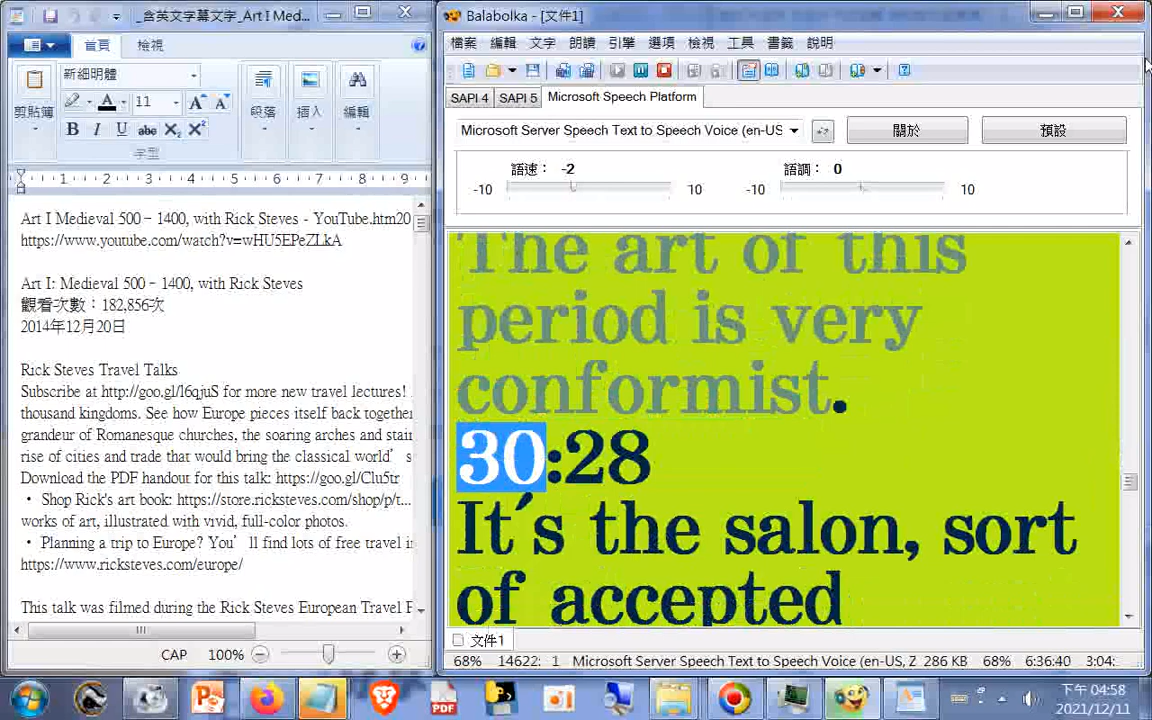 _含英文字幕文字_Art I Med...
首頁
檢視
新細明體
11
剪貼簿
段落
插入
編輯
B I U abc X₂ X²
字型
1 2 3 4 5 6 7 8 9
Art I Medieval 500 – 1400, with Rick Steves - YouTube.htm20
https://www.youtube.com/watch?v=wHU5EPeZLkA
Art I: Medieval 500 – 1400, with Rick Steves
觀看次數：182,856次
2014年12月20日
Rick Steves Travel Talks
Subscribe at http://goo.gl/l6qjuS for more new travel lectures!
thousand kingdoms. See how Europe pieces itself back together
grandeur of Romanesque churches, the soaring arches and stain
rise of cities and trade that would bring the classical world’s
Download the PDF handout for this talk: https://goo.gl/Clu5tr
• Shop Rick's art book: https://store.ricksteves.com/shop/p/t...
works of art, illustrated with vivid, full-color photos.
• Planning a trip to Europe? You’ll find lots of free travel i
https://www.ricksteves.com/europe/
This talk was filmed during the Rick Steves European Travel F
CAP 100%
Balabolka - [文件1]
檔案 編輯 文字 朗讀 引擎 選項 檢視 工具 書籤 說明
SAPI 4 SAPI 5 Microsoft Speech Platform
Microsoft Server Speech Text to Speech Voice (en-US
關於
預設
語速： -2
語調： 0
-10 10 -10 10
The art of this
period is very
conformist.
30:28
It's the salon, sort
of accepted
文件1
68% 14622: 1 Microsoft Server Speech Text to Speech Voice (en-US, Z 286 KB 68% 6:36:40 3:04:
下午 04:58
2021/12/11